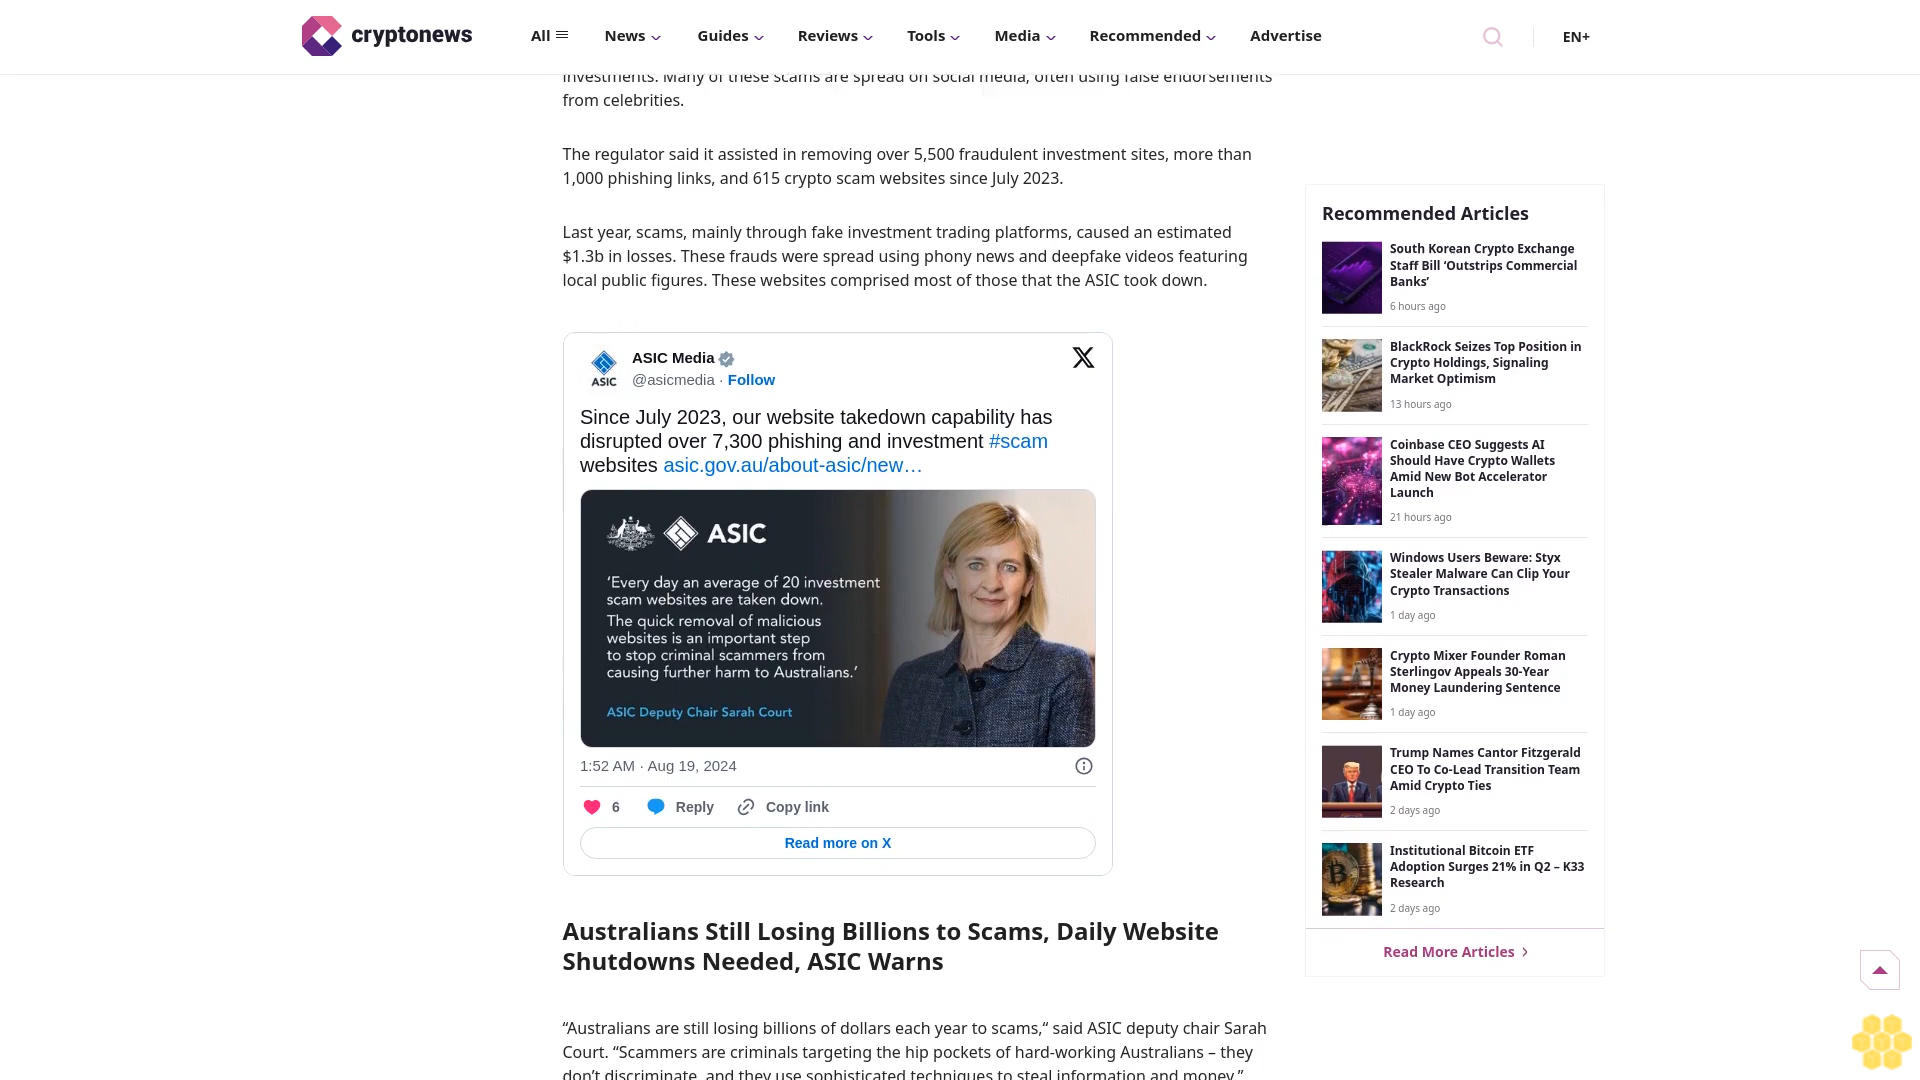 cryptonews
All
News
Guides
Reviews
Tools
Media
Recommended
Advertise
EN+
investments. Many of these scams are spread on social media, often using false endorsements
from celebrities.
The regulator said it assisted in removing over 5,500 fraudulent investment sites, more than
1,000 phishing links, and 615 crypto scam websites since July 2023.
Last year, scams, mainly through fake investment trading platforms, caused an estimated
$1.3b in losses. These frauds were spread using phony news and deepfake videos featuring
local public figures. These websites comprised most of those that the ASIC took down.
ASIC
ASIC Media
@asicmedia · Follow
Since July 2023, our website takedown capability has
disrupted over 7,300 phishing and investment #scam
websites asic.gov.au/about-asic/new…
ASIC
‘Every day an average of 20 investment
scam websites are taken down.
The quick removal of malicious
websites is an important step
to stop criminal scammers from
causing further harm to Australians.’
ASIC Deputy Chair Sarah Court
1:52 AM · Aug 19, 2024
6
Reply
Copy link
Read more on X
Australians Still Losing Billions to Scams, Daily Website
Shutdowns Needed, ASIC Warns
“Australians are still losing billions of dollars each year to scams,“ said ASIC deputy chair Sarah
Court. “Scammers are criminals targeting the hip pockets of hard-working Australians – they
don’t discriminate, and they use sophisticated techniques to steal information and money.”
Recommended Articles
South Korean Crypto Exchange
Staff Bill ‘Outstrips Commercial
Banks’
6 hours ago
BlackRock Seizes Top Position in
Crypto Holdings, Signaling
Market Optimism
13 hours ago
Coinbase CEO Suggests AI
Should Have Crypto Wallets
Amid New Bot Accelerator
Launch
21 hours ago
Windows Users Beware: Styx
Stealer Malware Can Clip Your
Crypto Transactions
1 day ago
Crypto Mixer Founder Roman
Sterlingov Appeals 30-Year
Money Laundering Sentence
1 day ago
Trump Names Cantor Fitzgerald
CEO To Co-Lead Transition Team
Amid Crypto Ties
2 days ago
Institutional Bitcoin ETF
Adoption Surges 21% in Q2 – K33
Research
2 days ago
Read More Articles